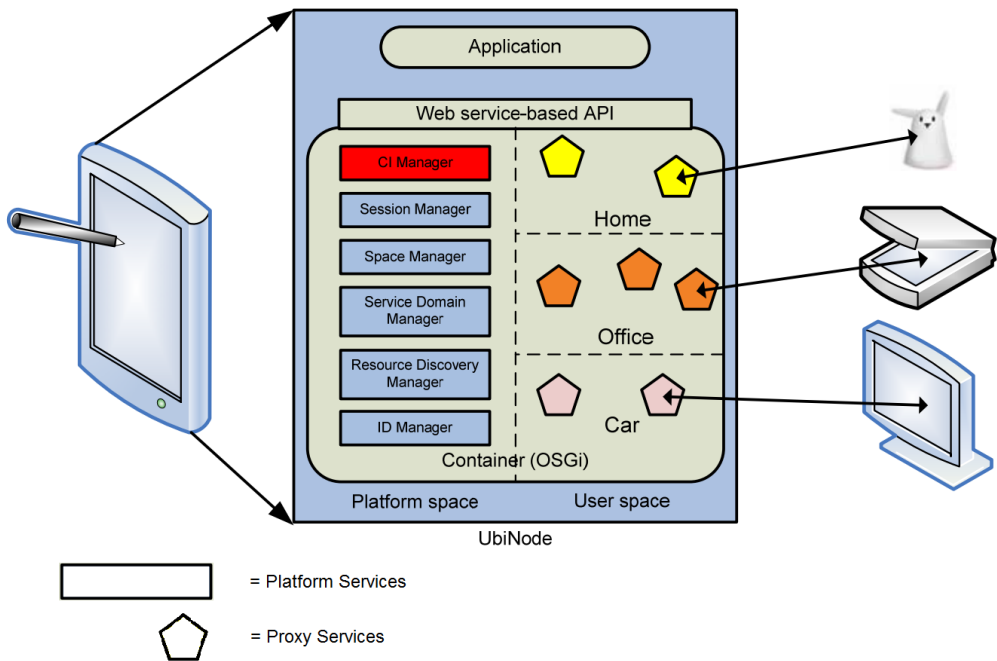 Application
Web service-based API
CI Manager
Session Manager
Space Manager
Service Domain
Manager
Resource Discovery
Manager
ID Manager
Home
Office
Car
Container (OSGi)
Platform space
User space
UbiNode
= Platform Services
= Proxy Services